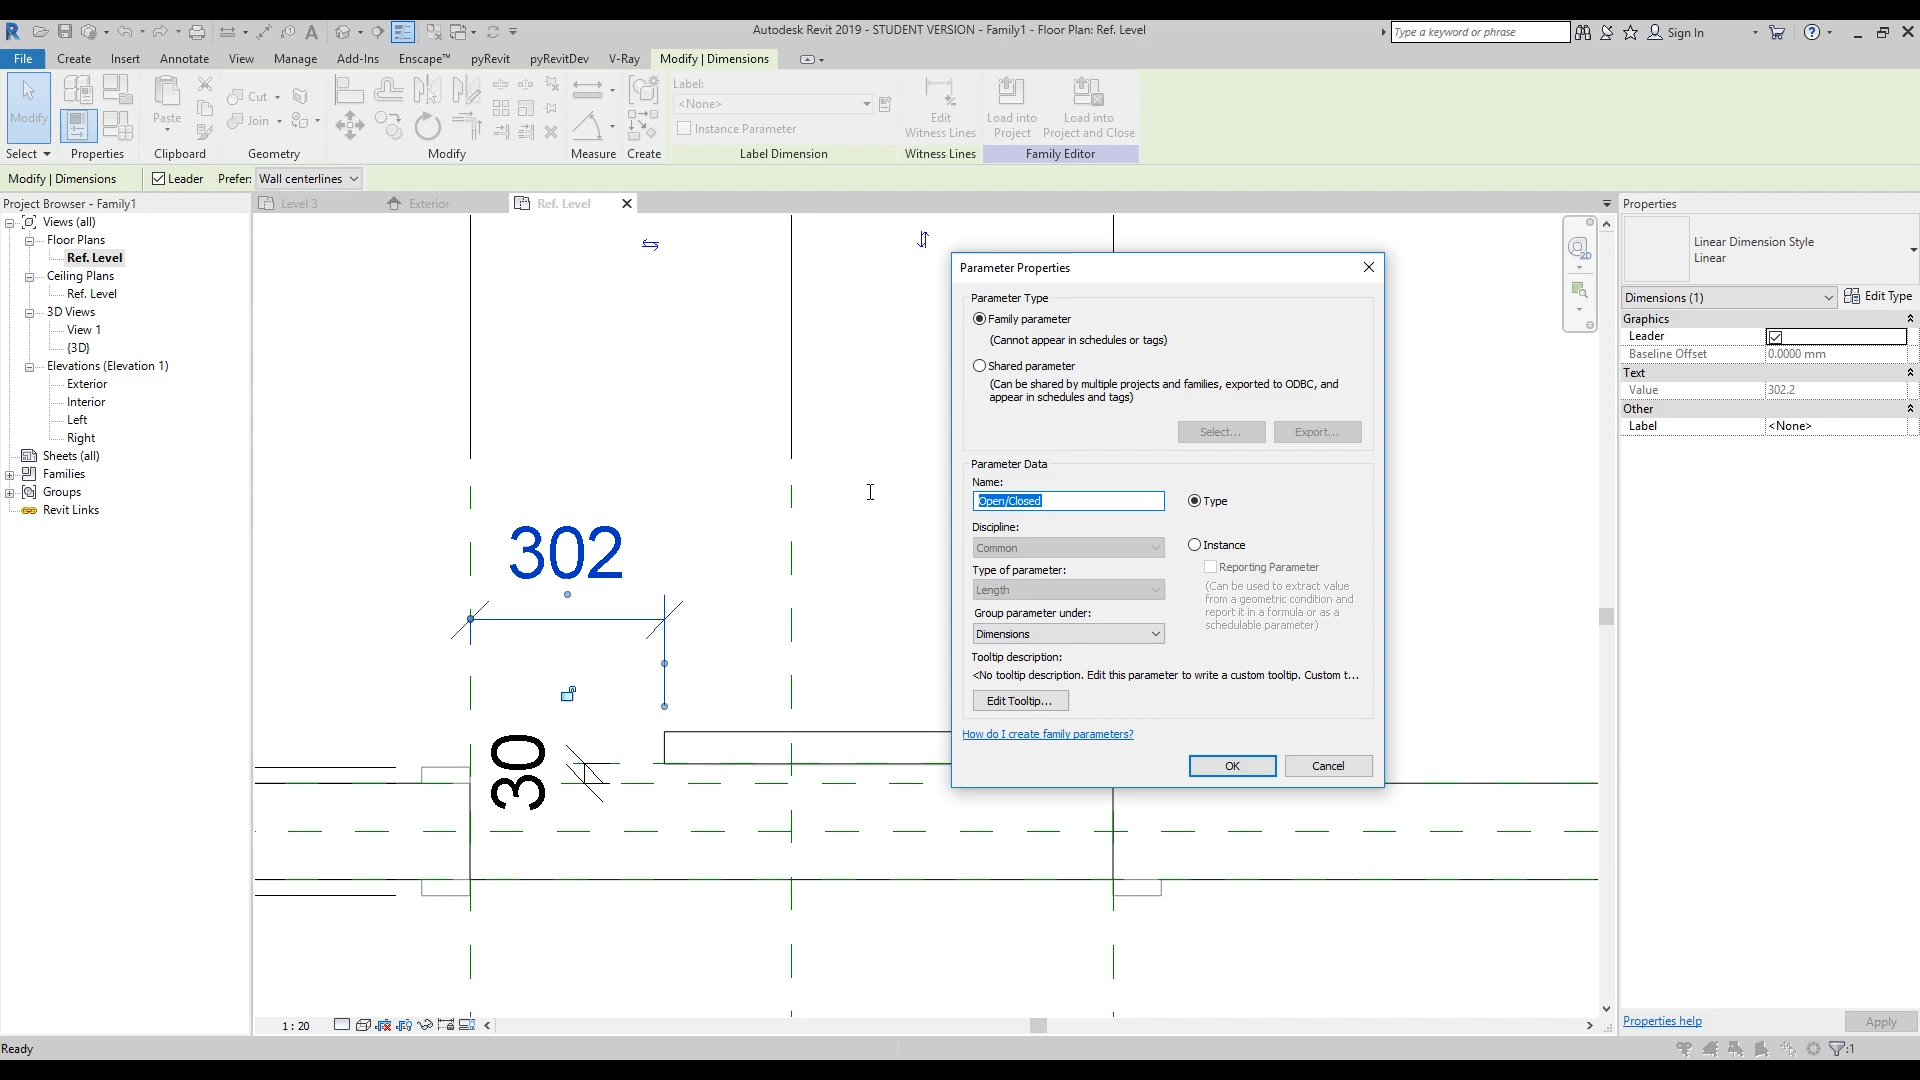 Autodesk Revit 2019 - STUDENT VERSION - Family1 - Floor Plan: Ref. Level
Type a keyword or phrase
Sign In
File Create Insert Annotate View Manage Add-Ins Enscape™ pyRevit pyRevitDev V-Ray Modify | Dimensions
Modify
Paste
Cut
Join
Label:
<None>
Instance Parameter
Edit
Witness Lines
Load into
Project
Load into
Project and Close
Select Properties Clipboard Geometry Modify Measure Create Label Dimension Witness Lines Family Editor
Modify | Dimensions Leader Prefer: Wall centerlines
Project Browser - Family1
Views (all)
Floor Plans
Ref. Level
Ceiling Plans
Ref. Level
3D Views
View 1
{3D}
Elevations (Elevation 1)
Exterior
Interior
Left
Right
Sheets (all)
Families
Groups
Revit Links
Level 3 Exterior Ref. Level
302
30
2D
Parameter Properties
Parameter Type
Family parameter
(Cannot appear in schedules or tags)
Shared parameter
(Can be shared by multiple projects and families, exported to ODBC, and
appear in schedules and tags)
Select... Export...
Parameter Data
Name:
Open/Closed
Type
Discipline:
Common
Instance
Type of parameter:
Reporting Parameter
Length
(Can be used to extract value
from a geometric condition and
report it in a formula or as a
schedulable parameter)
Group parameter under:
Dimensions
Tooltip description:
<No tooltip description. Edit this parameter to write a custom tooltip. Custom t...
Edit Tooltip...
How do I create family parameters?
OK Cancel
Properties
Linear Dimension Style
Linear
Dimensions (1) Edit Type
Graphics
Leader
Baseline Offset 0.0000 mm
Text
Value 302.2
Other
Label <None>
Properties help Apply
1 : 20
Ready
:1